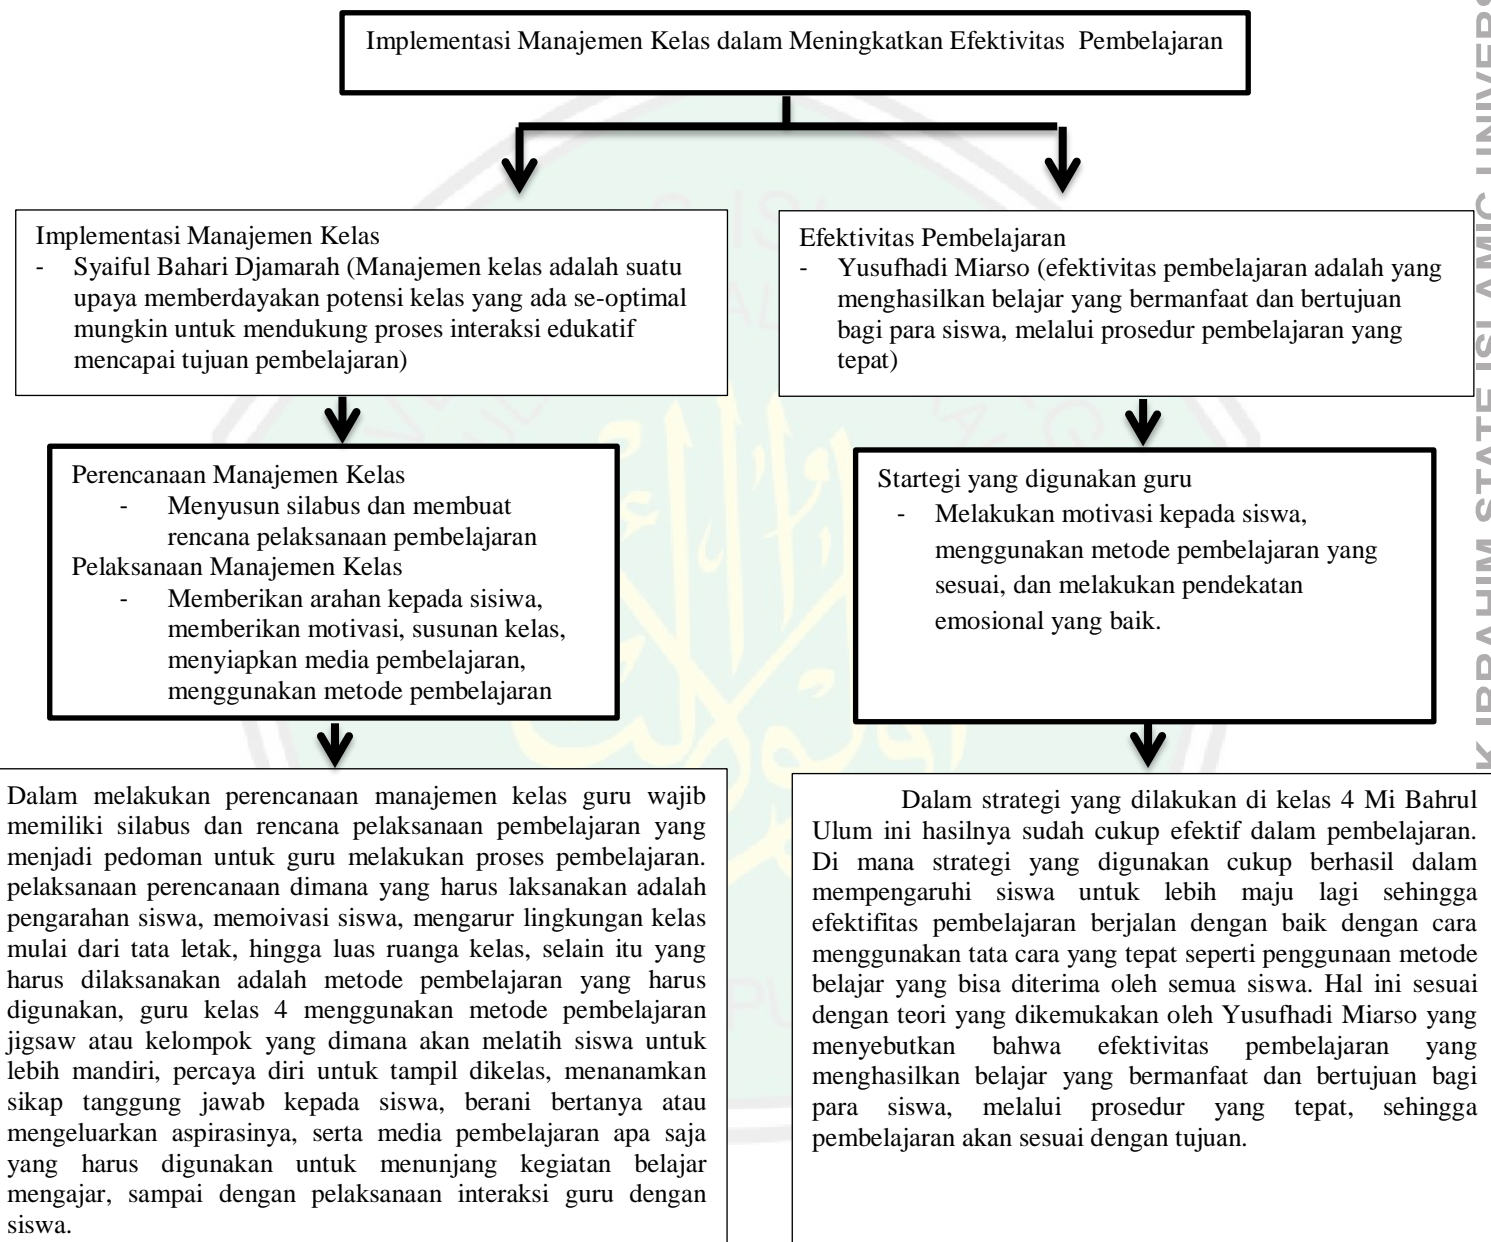 Implementasi Manajemen Kelas dalam Meningkatkan Efektivitas Pembelajaran
Implementasi Manajemen Kelas
- Syaiful Bahari Djamarah (Manajemen kelas adalah suatu
upaya memberdayakan potensi kelas yang ada se-optimal
mungkin untuk mendukung proses interaksi edukatif
mencapai tujuan pembelajaran)
Efektivitas Pembelajaran
- Yusufhadi Miarso (efektivitas pembelajaran adalah yang
menghasilkan belajar yang bermanfaat dan bertujuan
bagi para siswa, melalui prosedur pembelajaran yang
tepat)
Perencanaan Manajemen Kelas
- Menyusun silabus dan membuat
rencana pelaksanaan pembelajaran
Pelaksanaan Manajemen Kelas
- Memberikan arahan kepada sisiwa,
memberikan motivasi, susunan kelas,
menyiapkan media pembelajaran,
menggunakan metode pembelajaran
Startegi yang digunakan guru
- Melakukan motivasi kepada siswa,
menggunakan metode pembelajaran yang
sesuai, dan melakukan pendekatan
emosional yang baik.
Dalam melakukan perencanaan manajemen kelas guru wajib
memiliki silabus dan rencana pelaksanaan pembelajaran yang
menjadi pedoman untuk guru melakukan proses pembelajaran.
pelaksanaan perencanaan dimana yang harus laksanakan adalah
pengarahan siswa, memoivasi siswa, mengarur lingkungan kelas
mulai dari tata letak, hingga luas ruanga kelas, selain itu yang
harus dilaksanakan adalah metode pembelajaran yang harus
digunakan, guru kelas 4 menggunakan metode pembelajaran
jigsaw atau kelompok yang dimana akan melatih siswa untuk
lebih mandiri, percaya diri untuk tampil dikelas, menanamkan
sikap tanggung jawab kepada siswa, berani bertanya atau
mengeluarkan aspirasinya, serta media pembelajaran apa saja
yang harus digunakan untuk menunjang kegiatan belajar
mengajar, sampai dengan pelaksanaan interaksi guru dengan
siswa.
Dalam strategi yang dilakukan di kelas 4 Mi Bahrul
Ulum ini hasilnya sudah cukup efektif dalam pembelajaran.
Di mana strategi yang digunakan cukup berhasil dalam
mempengaruhi siswa untuk lebih maju lagi sehingga
efektifitas pembelajaran berjalan dengan baik dengan cara
menggunakan tata cara yang tepat seperti penggunaan metode
belajar yang bisa diterima oleh semua siswa. Hal ini sesuai
dengan teori yang dikemukakan oleh Yusufhadi Miarso yang
menyebutkan bahwa efektivitas pembelajaran yang
menghasilkan belajar yang bermanfaat dan bertujuan bagi
para siswa, melalui prosedur yang tepat, sehingga
pembelajaran akan sesuai dengan tujuan.
IBRAHIM STATE ISLAMIC